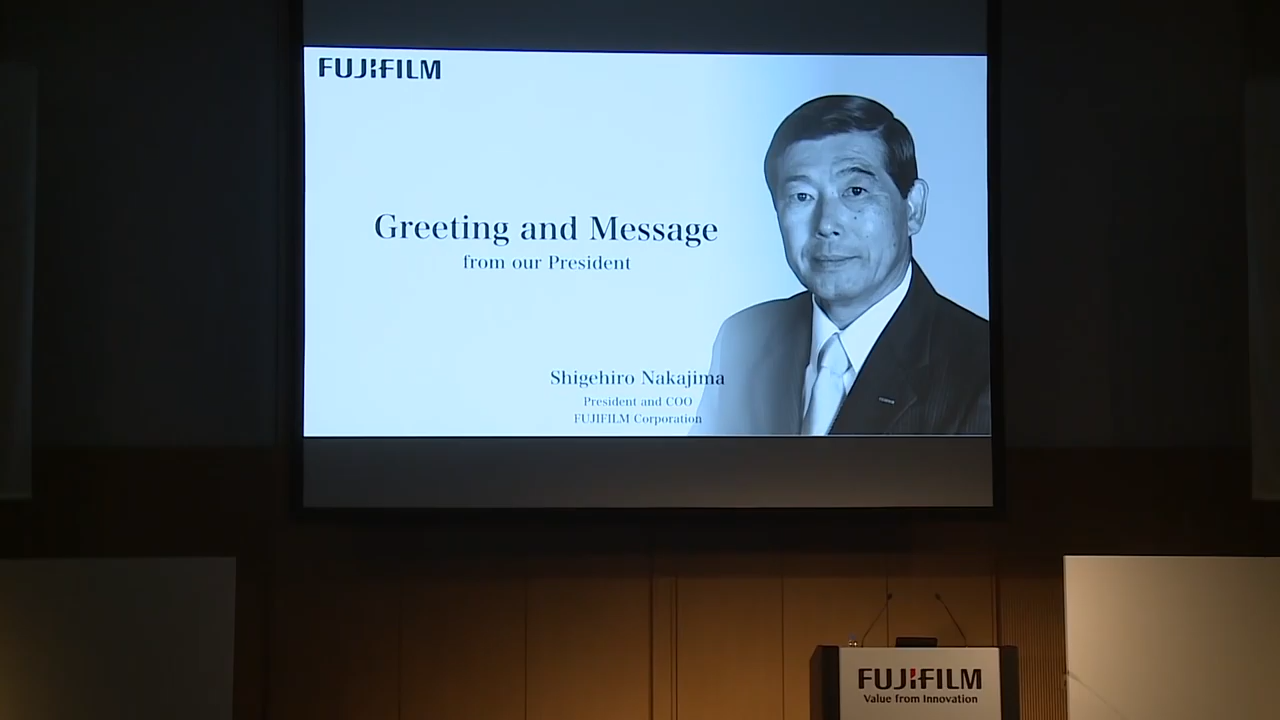 FUJIFILM
Greeting and Message
from our President
Shigehiro Nakajima
President and COO
FUJIFILM Corporation
FUJIFILM
Value from Innovation